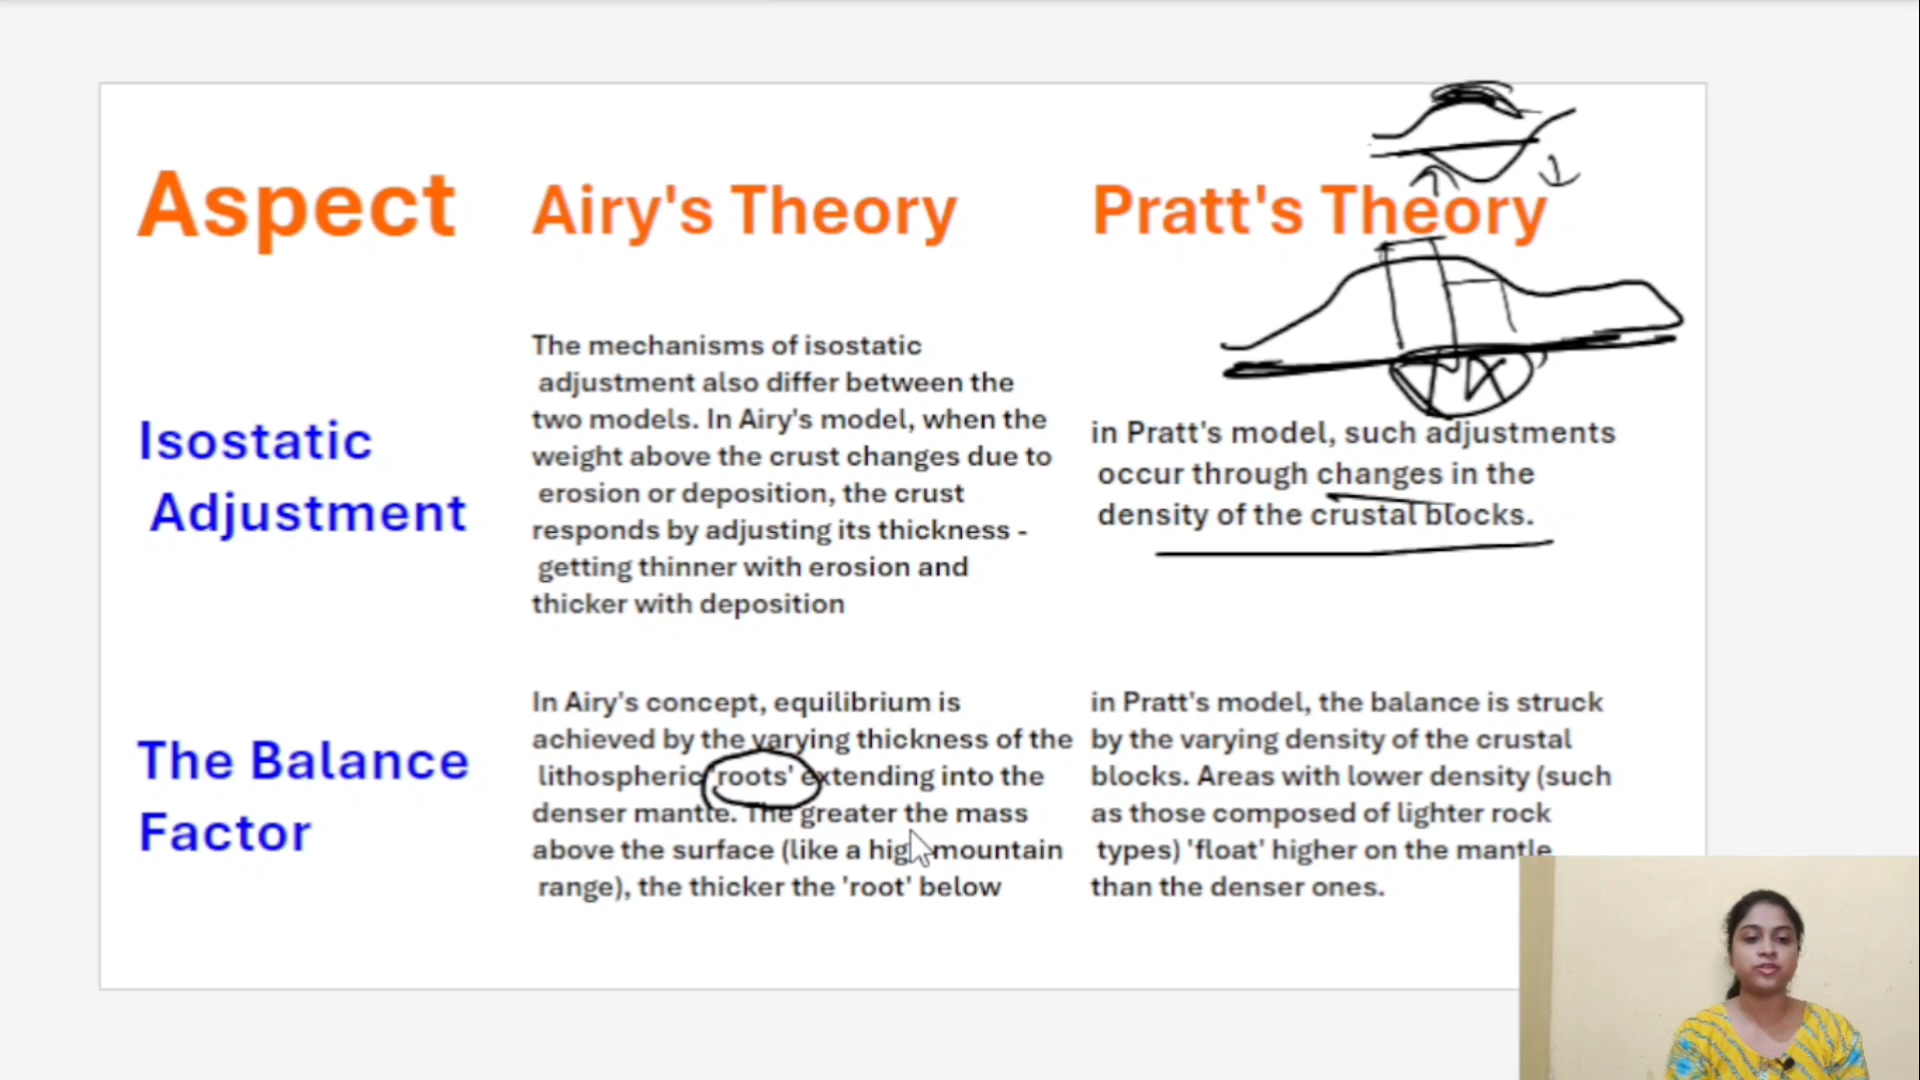 Aspect
Airy's Theory
Pratt's Theory
Isostatic
Adjustment
The mechanisms of isostatic
adjustment also differ between the
two models. In Airy's model, when the
weight above the crust changes due to
erosion or deposition, the crust
responds by adjusting its thickness -
getting thinner with erosion and
thicker with deposition
in Pratt's model, such adjustments
occur through changes in the
density of the crustal blocks.
The Balance
Factor
In Airy's concept, equilibrium is
achieved by the varying thickness of the
lithospheric 'roots' extending into the
denser mantle. The greater the mass
above the surface (like a high mountain
range), the thicker the 'root' below
in Pratt's model, the balance is struck
by the varying density of the crustal
blocks. Areas with lower density (such
as those composed of lighter rock
types) 'float' higher on the mantle
than the denser ones.